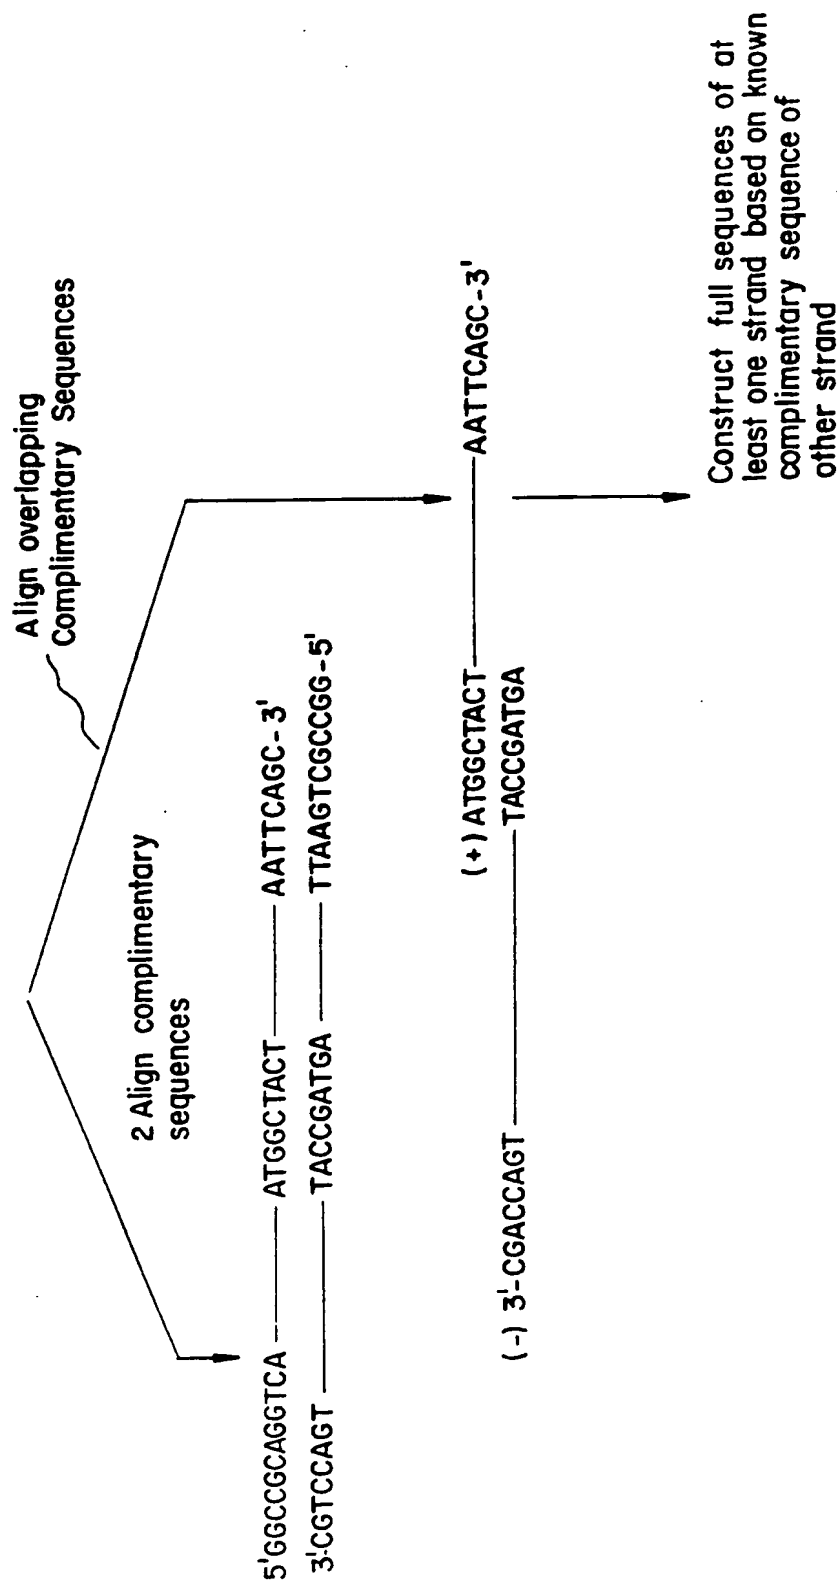 Align overlapping
Complimentary Sequences
2 Align complimentary
sequences
5'GGCCGCAGGTCA ATGGCTACT AATTCAGC-3'
3'-CGTCCAGT TACCGATGA TTAAGTCGCCGG-5'
(+) ATGGCTACT AATTCAGC-3'
(-) 3'-CGACCAGT TACCGATGA
Construct full sequences of at
least one strand based on known
complimentary sequence of
other strand